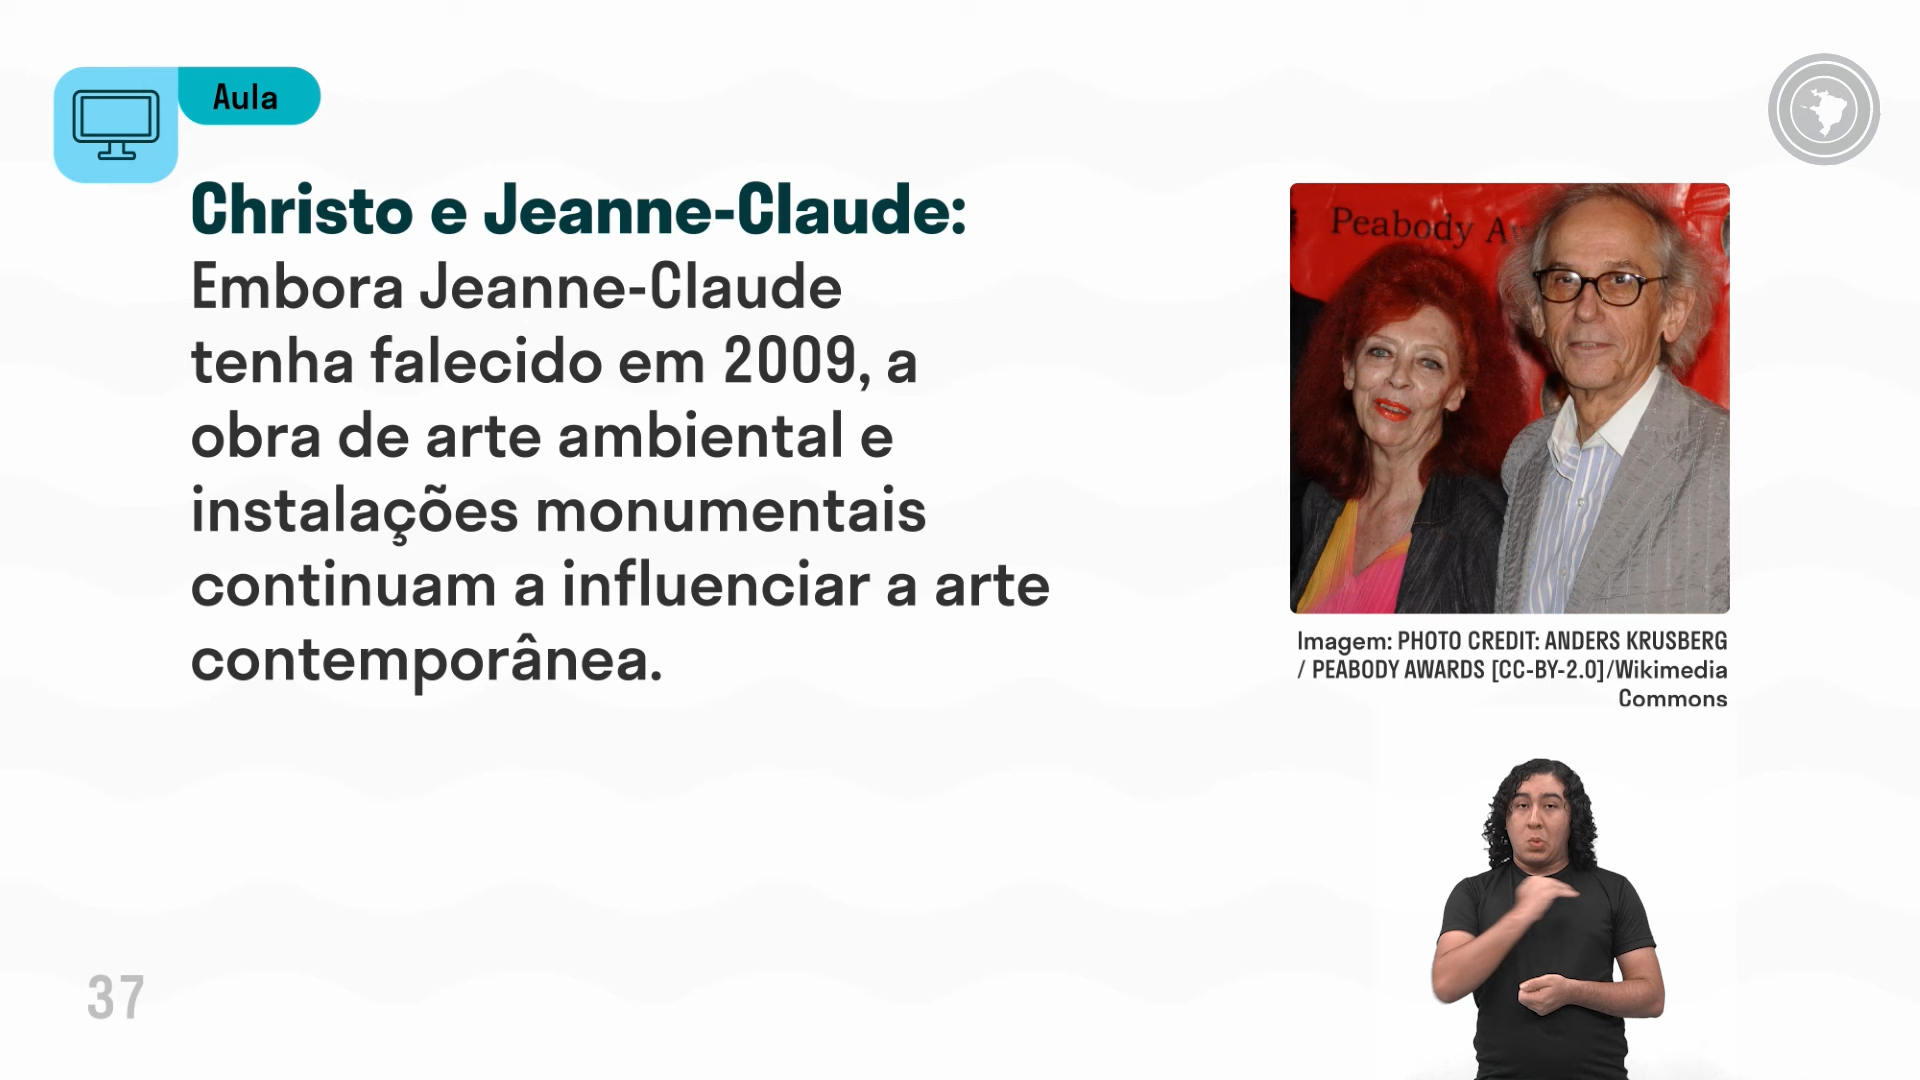 Aula
Christo e Jeanne-Claude:
Embora Jeanne-Claude
tenha falecido em 2009, a
obra de arte ambiental e
instalações monumentais
continuam a influenciar a arte
contemporânea.
Peabody
Imagem: PHOTO CREDIT: ANDERS KRUSBERG
/ PEABODY AWARDS [CC-BY-2.0]/Wikimedia
Commons
37